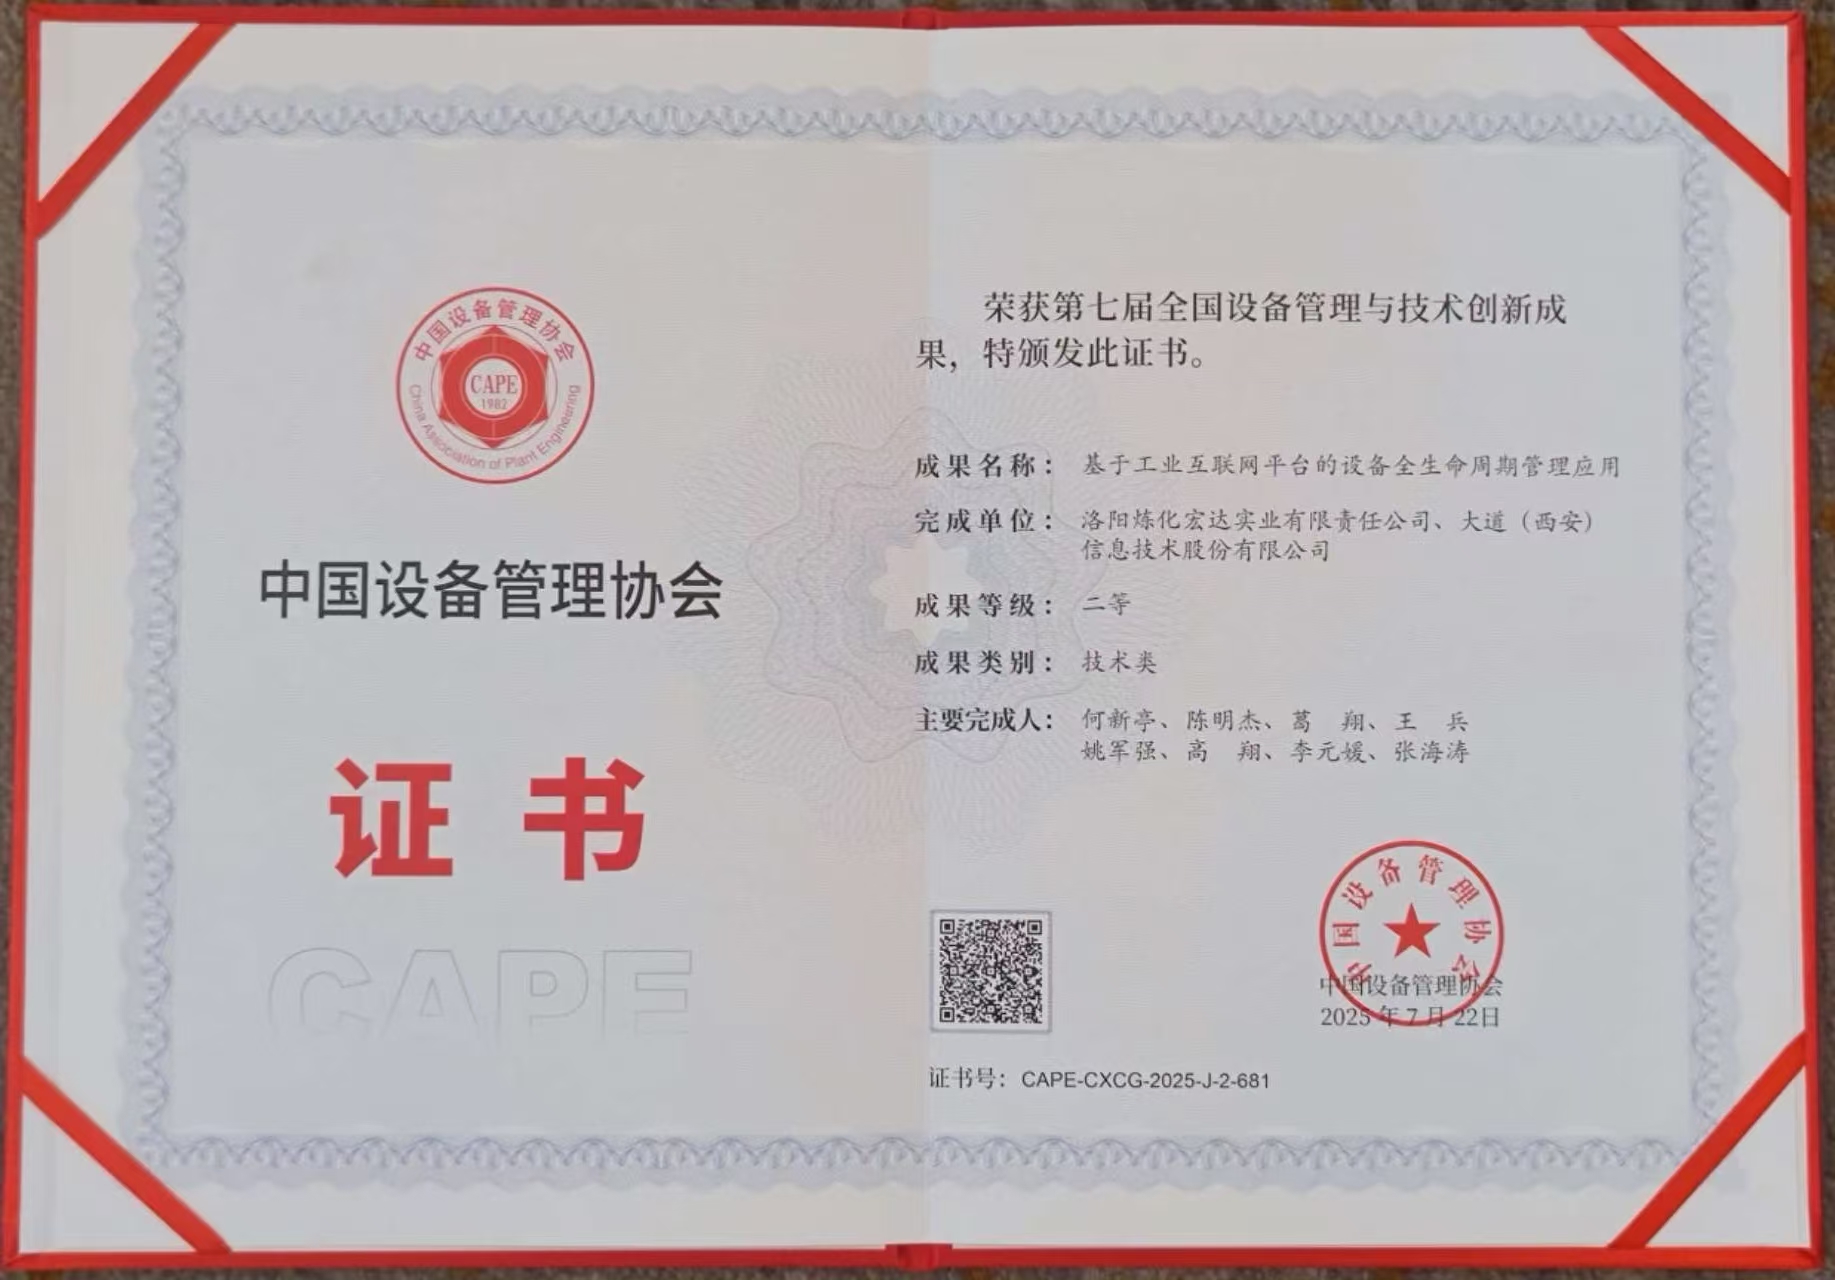 中国设备管理协会
CAPE
1982
China Association of Plant Engineering
中国设备管理协会
证书
CAPE
荣获第七届全国设备管理与技术创新成
果，特颁发此证书。
成果名称：基于工业互联网平台的设备全生命周期管理应用
完成单位：洛阳炼化宏达实业有限责任公司、大道（西安）
信息技术股份有限公司
成果等级：二等
成果类别：技术类
主要完成人：何新亭、陈明杰、葛　翔、王　兵
姚军强、高　翔、李元媛、张海涛
中国设备管理协会
中国设备管理协会
2025年7月22日
证书号：CAPE-CXCG-2025-J-2-681